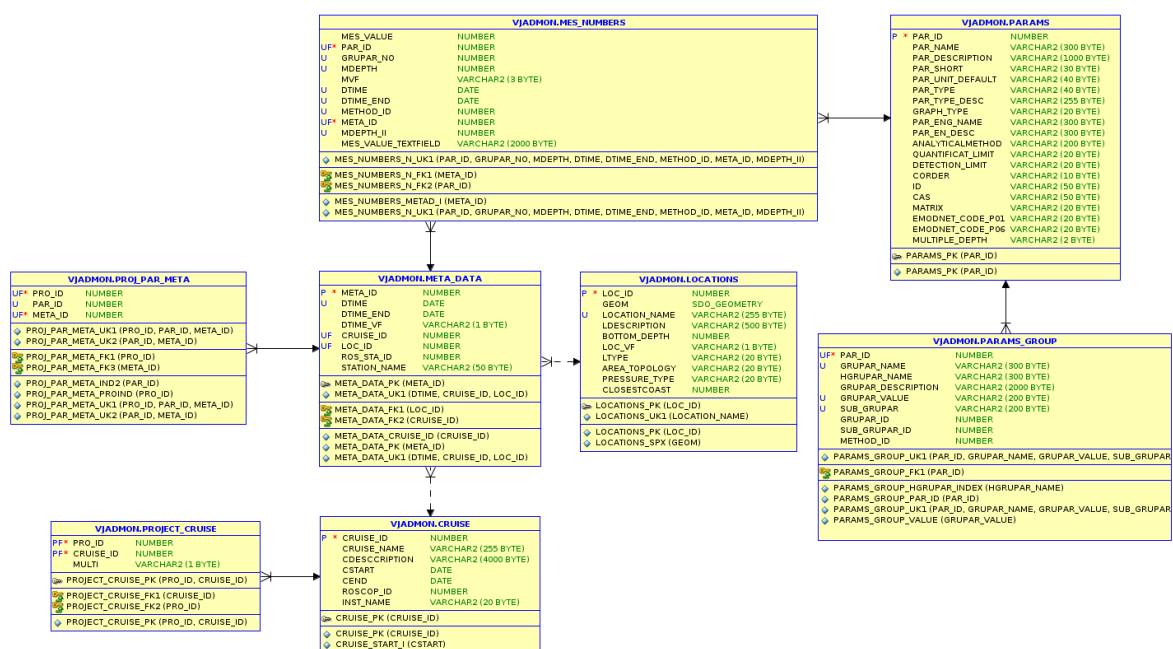 VJADMON.MES_NUMBERS
MES_VALUE NUMBER
UF* PAR_ID NUMBER
U GRUPAR_NO NUMBER
U MDEPTH NUMBER
MVF VARCHAR2 (3 BYTE)
U DTIME DATE
U DTIME_END DATE
U METHOD_ID NUMBER
UF* META_ID NUMBER
U MDEPTH_II NUMBER
MES_VALUE_TEXTFIELD VARCHAR2 (2000 BYTE)
MES_NUMBERS_N_UK1 (PAR_ID, GRUPAR_NO, MDEPTH, DTIME, DTIME_END, METHOD_ID, META_ID, MDEPTH_II)
MES_NUMBERS_N_FK1 (META_ID)
MES_NUMBERS_N_FK2 (PAR_ID)
MES_NUMBERS_METAD_I (META_ID)
MES_NUMBERS_N_UK1 (PAR_ID, GRUPAR_NO, MDEPTH, DTIME, DTIME_END, METHOD_ID, META_ID, MDEPTH_II)
VJADMON.PARAMS
P * PAR_ID NUMBER
PAR_NAME VARCHAR2 (300 BYTE)
PAR_DESCRIPTION VARCHAR2 (1000 BYTE)
PAR_SHORT VARCHAR2 (30 BYTE)
PAR_UNIT_DEFAULT VARCHAR2 (40 BYTE)
PAR_TYPE VARCHAR2 (40 BYTE)
PAR_TYPE_DESC VARCHAR2 (255 BYTE)
GRAPH_TYPE VARCHAR2 (20 BYTE)
PAR_ENG_NAME VARCHAR2 (300 BYTE)
PAR_EN_DESC VARCHAR2 (300 BYTE)
ANALYTICALMETHOD VARCHAR2 (200 BYTE)
QUANTIFICAT_LIMIT VARCHAR2 (20 BYTE)
DETECTION_LIMIT VARCHAR2 (20 BYTE)
CORDER VARCHAR2 (10 BYTE)
ID VARCHAR2 (50 BYTE)
CAS VARCHAR2 (50 BYTE)
MATRIX VARCHAR2 (20 BYTE)
EMODNET_CODE_P01 VARCHAR2 (20 BYTE)
EMODNET_CODE_P06 VARCHAR2 (20 BYTE)
MULTIPLE_DEPTH VARCHAR2 (2 BYTE)
PARAMS_PK (PAR_ID)
PARAMS_PK (PAR_ID)
VJADMON.PROJ_PAR_META
UF* PRO_ID NUMBER
U PAR_ID NUMBER
UF* META_ID NUMBER
PROJ_PAR_META_UK1 (PRO_ID, PAR_ID, META_ID)
PROJ_PAR_META_UK2 (PAR_ID, META_ID)
PROJ_PAR_META_FK1 (PRO_ID)
PROJ_PAR_META_FK3 (META_ID)
PROJ_PAR_META_IND2 (PAR_ID)
PROJ_PAR_META_PROIND (PRO_ID)
PROJ_PAR_META_UK1 (PRO_ID, PAR_ID, META_ID)
PROJ_PAR_META_UK2 (PAR_ID, META_ID)
VJADMON.META_DATA
P * META_ID NUMBER
U DTIME DATE
DTIME_END DATE
DTIME_VF VARCHAR2 (1 BYTE)
UF CRUISE_ID NUMBER
UF LOC_ID NUMBER
ROS_STA_ID NUMBER
STATION_NAME VARCHAR2 (50 BYTE)
META_DATA_PK (META_ID)
META_DATA_UK1 (DTIME, CRUISE_ID, LOC_ID)
META_DATA_FK1 (LOC_ID)
META_DATA_FK2 (CRUISE_ID)
META_DATA_CRUISE_ID (CRUISE_ID)
META_DATA_PK (META_ID)
META_DATA_UK1 (DTIME, CRUISE_ID, LOC_ID)
VJADMON.LOCATIONS
P * LOC_ID NUMBER
GEOM SDO_GEOMETRY
U LOCATION_NAME VARCHAR2 (255 BYTE)
LDESCRIPTION VARCHAR2 (500 BYTE)
BOTTOM_DEPTH NUMBER
LOC_VF VARCHAR2 (1 BYTE)
LTYPE VARCHAR2 (20 BYTE)
AREA_TOPOLOGY VARCHAR2 (20 BYTE)
PRESSURE_TYPE VARCHAR2 (20 BYTE)
CLOSESTCOAST NUMBER
LOCATIONS_PK (LOC_ID)
LOCATIONS_UK1 (LOCATION_NAME)
LOCATIONS_PK (LOC_ID)
LOCATIONS_SPX (GEOM)
VJADMON.PARAMS_GROUP
UF* PAR_ID NUMBER
U GRUPAR_NAME VARCHAR2 (300 BYTE)
HGRUPAR_NAME VARCHAR2 (300 BYTE)
GRUPAR_DESCRIPTION VARCHAR2 (2000 BYTE)
U GRUPAR_VALUE VARCHAR2 (200 BYTE)
U SUB_GRUPAR VARCHAR2 (200 BYTE)
GRUPAR_ID NUMBER
SUB_GRUPAR_ID NUMBER
METHOD_ID NUMBER
PARAMS_GROUP_UK1 (PAR_ID, GRUPAR_NAME, GRUPAR_VALUE, SUB_GRUPAR
PARAMS_GROUP_FK1 (PAR_ID)
PARAMS_GROUP_HGRUPAR_INDEX (HGRUPAR_NAME)
PARAMS_GROUP_PAR_ID (PAR_ID)
PARAMS_GROUP_UK1 (PAR_ID, GRUPAR_NAME, GRUPAR_VALUE, SUB_GRUPAR
PARAMS_GROUP_VALUE (GRUPAR_VALUE)
VJADMON.PROJECT_CRUISE
PF* PRO_ID NUMBER
PF* CRUISE_ID NUMBER
MULTI VARCHAR2 (1 BYTE)
PROJECT_CRUISE_PK (PRO_ID, CRUISE_ID)
PROJECT_CRUISE_FK1 (CRUISE_ID)
PROJECT_CRUISE_FK2 (PRO_ID)
PROJECT_CRUISE_PK (PRO_ID, CRUISE_ID)
VJADMON.CRUISE
P * CRUISE_ID NUMBER
CRUISE_NAME VARCHAR2 (255 BYTE)
CDESCCRIPTION VARCHAR2 (4000 BYTE)
CSTART DATE
CEND DATE
ROSCOP_ID NUMBER
INST_NAME VARCHAR2 (20 BYTE)
CRUISE_PK (CRUISE_ID)
CRUISE_PK (CRUISE_ID)
CRUISE_START_I (CSTART)